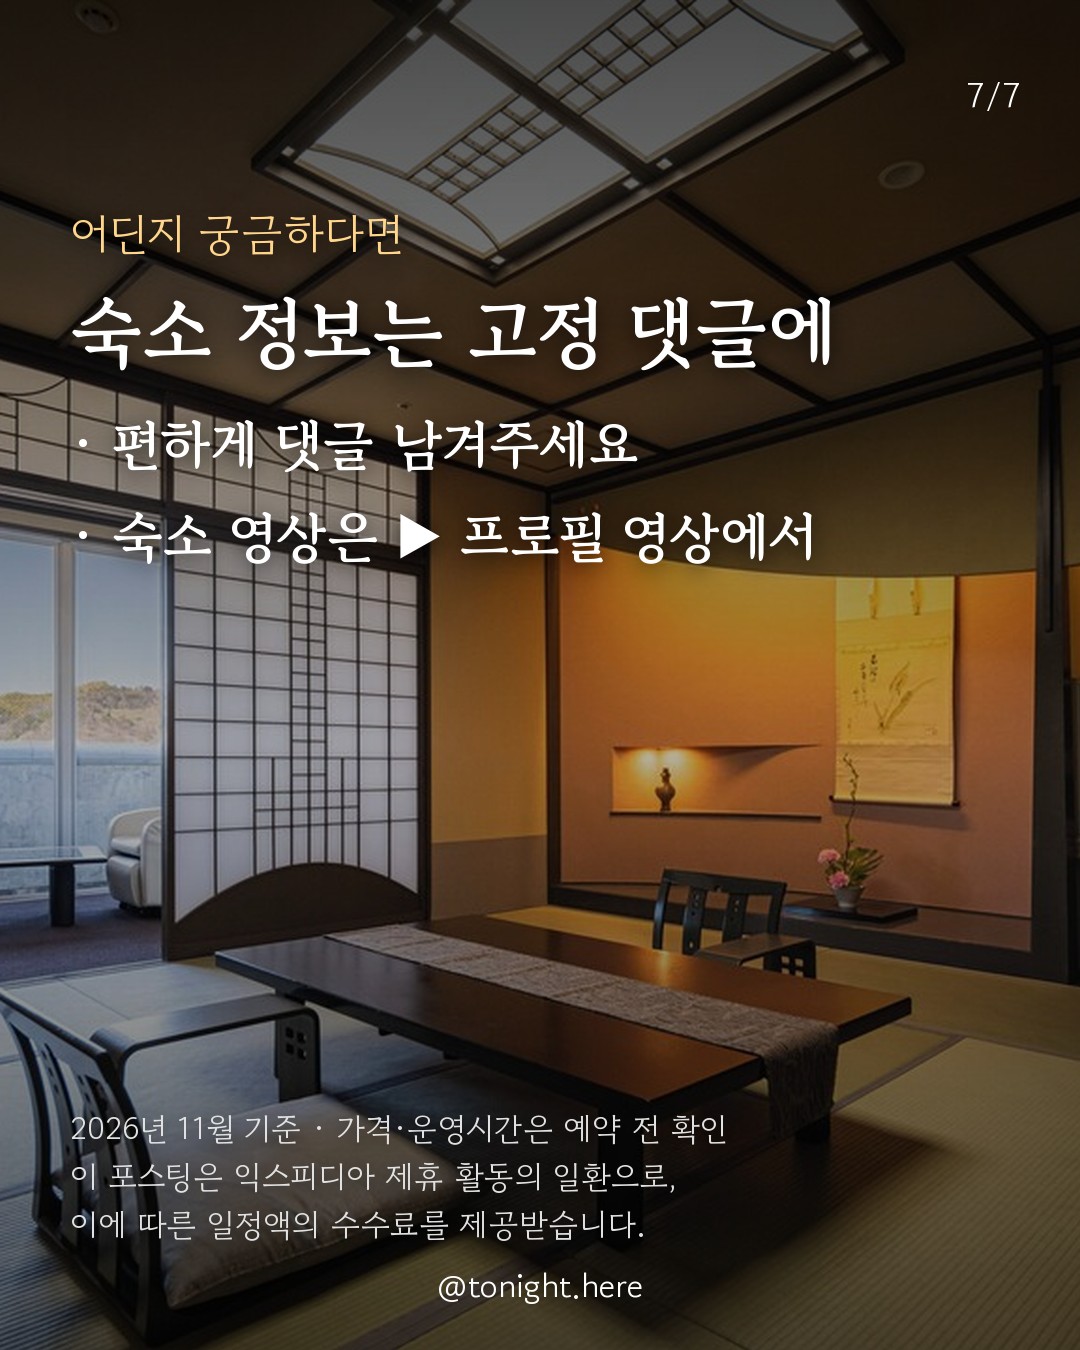 7/7
어딘지 궁금하다면
숙소 정보는 고정 댓글에
· 편하게 댓글 남겨주세요
· 숙소 영상은 ▶ 프로필 영상에서
2026년 11월 기준 · 가격·운영시간은 예약 전 확인
이 포스팅은 익스피디아 제휴 활동의 일환으로,
이에 따른 일정액의 수수료를 제공받습니다.
@tonight.here